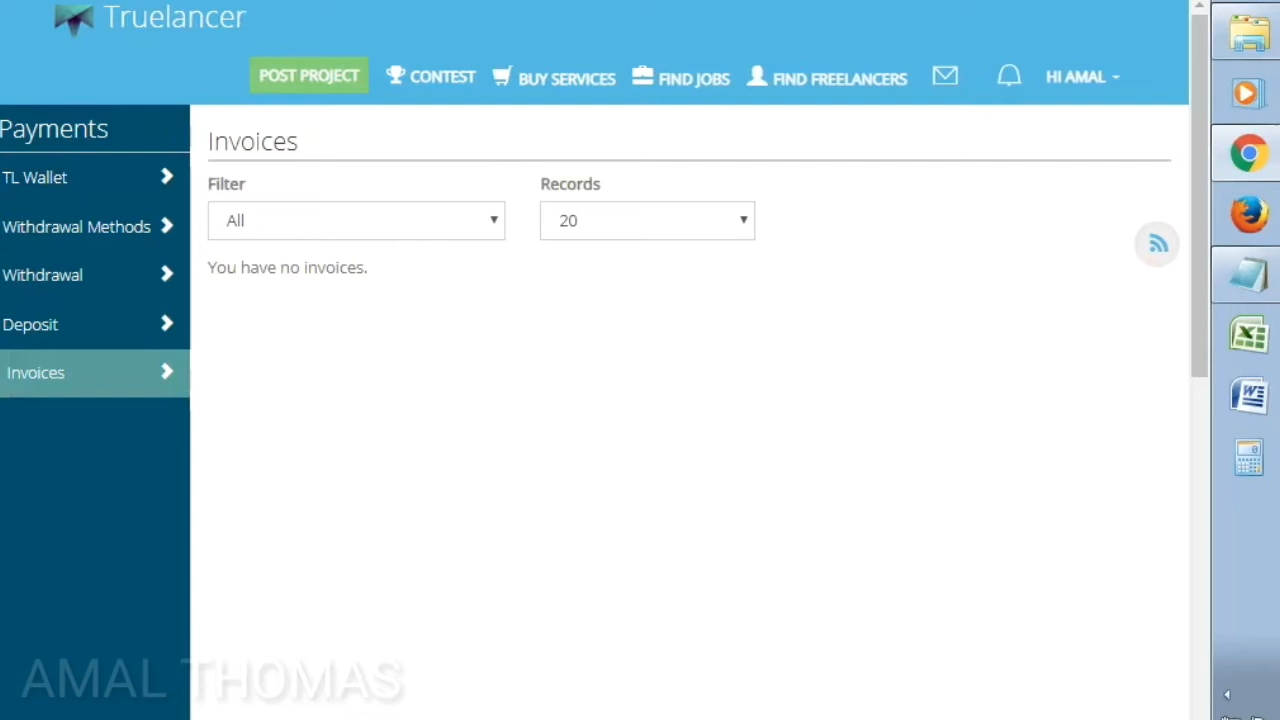 Truelancer
POST PROJECT CONTEST BUY SERVICES FIND JOBS FIND FREELANCERS HI AMAL
Payments
TL Wallet
Withdrawal Methods
Withdrawal
Deposit
Invoices
Invoices
Filter Records
All 20
You have no invoices.
AMAL THOMAS